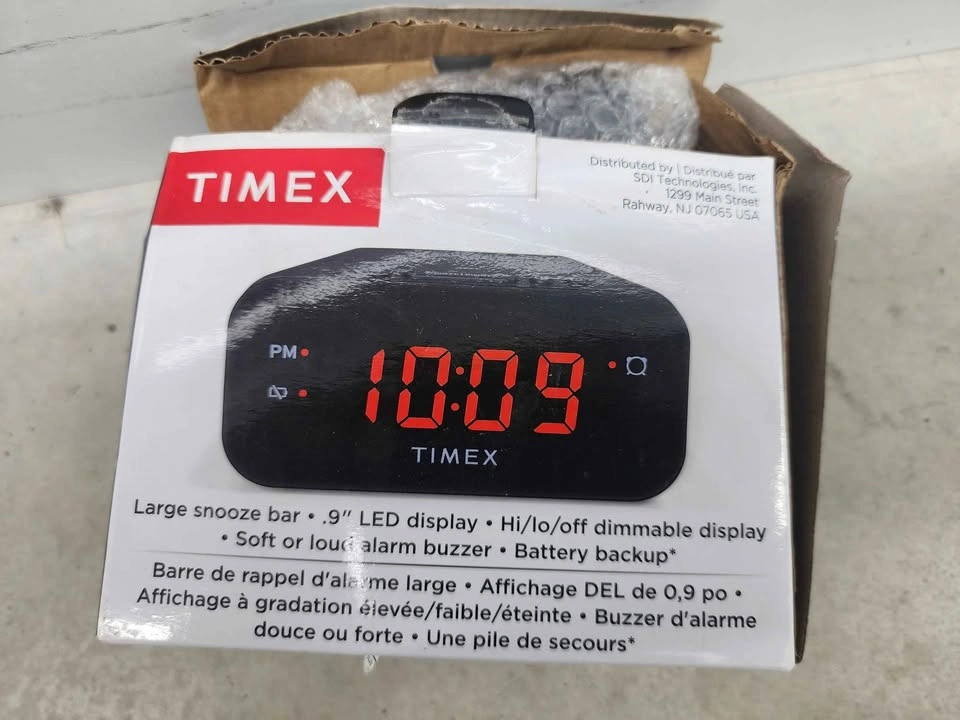 TIMEX
Distributed by | Distribué par
SDI Technologies, Inc.
1299 Main Street
Rahway, NJ 07065 USA
PM
10:09
TIMEX
Large snooze bar • .9" LED display • Hi/lo/off dimmable display
• Soft or loud alarm buzzer • Battery backup*
Barre de rappel d'alarme large • Affichage DEL de 0,9 po •
Affichage à gradation élevée/faible/éteinte • Buzzer d'alarme
douce ou forte • Une pile de secours*